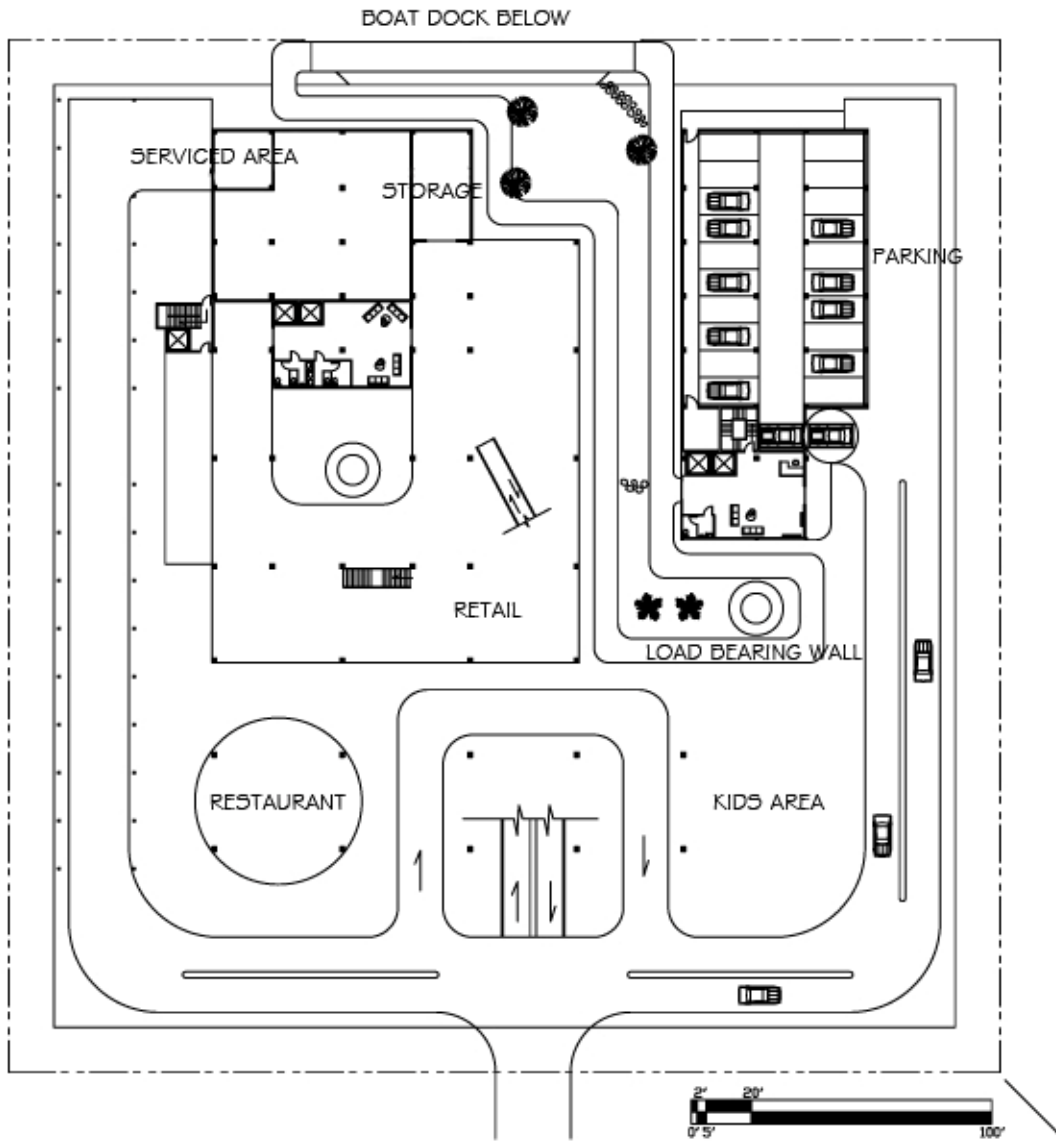 BOAT DOCK BELOW
SERVICED AREA
STORAGE
PARKING
RETAIL
LOAD BEARING WALL
RESTAURANT
KIDS AREA
2' 20'
0' 5' 100'